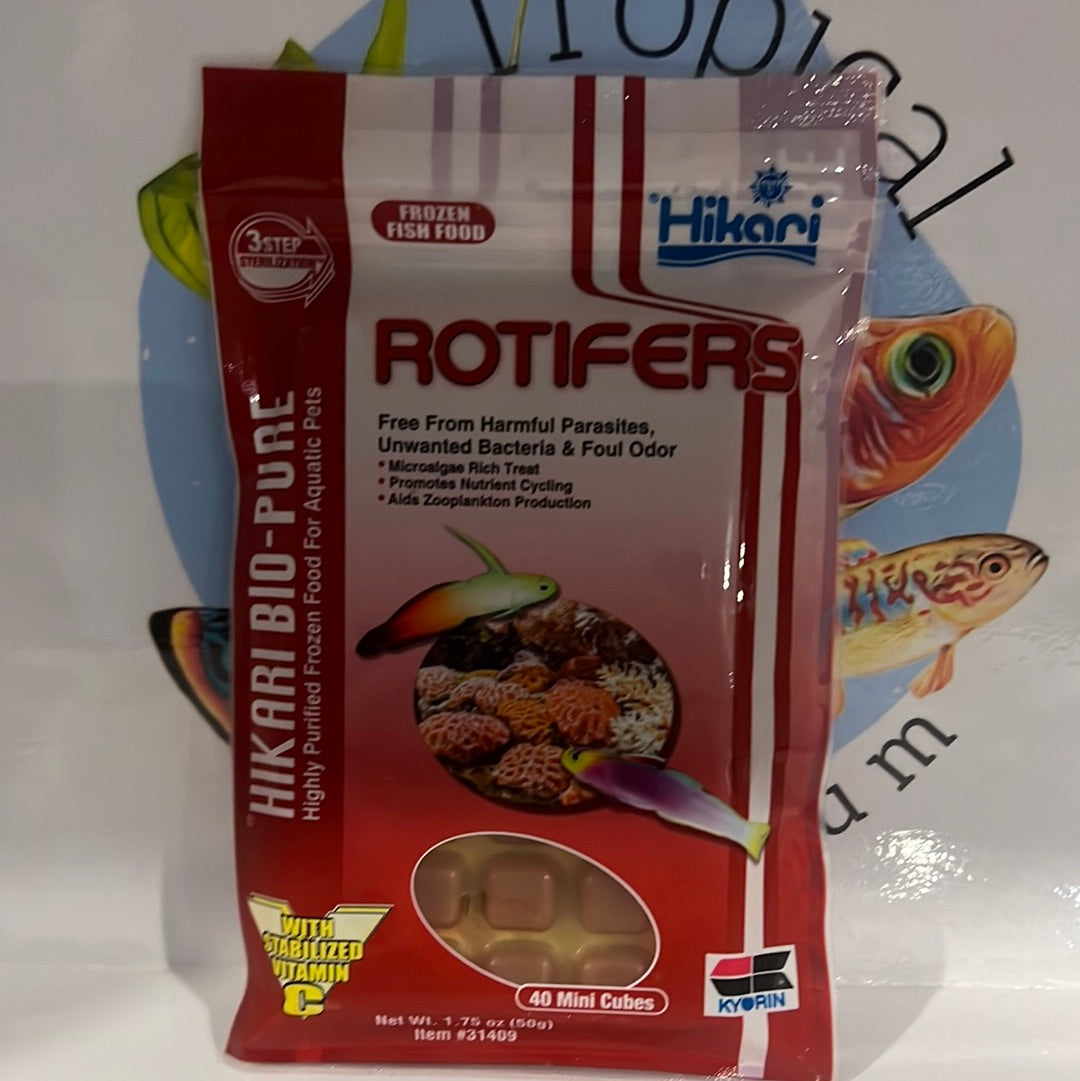 Tropical
3 STEP
STERILIZATION™
FROZEN
FISH FOOD
®Hikari
ROTIFERS
Free From Harmful Parasites,
Unwanted Bacteria & Foul Odor
• Microalgae Rich Treat
• Promotes Nutrient Cycling
• Aids Zooplankton Production
®HIKARI BIO-PURE®
Highly Purified Frozen Food For Aquatic Pets
WITH
STABILIZED
VITAMIN
C
40 Mini Cubes
Net Wt. 1.75 oz (50g)
Item #31409
KYORIN
um